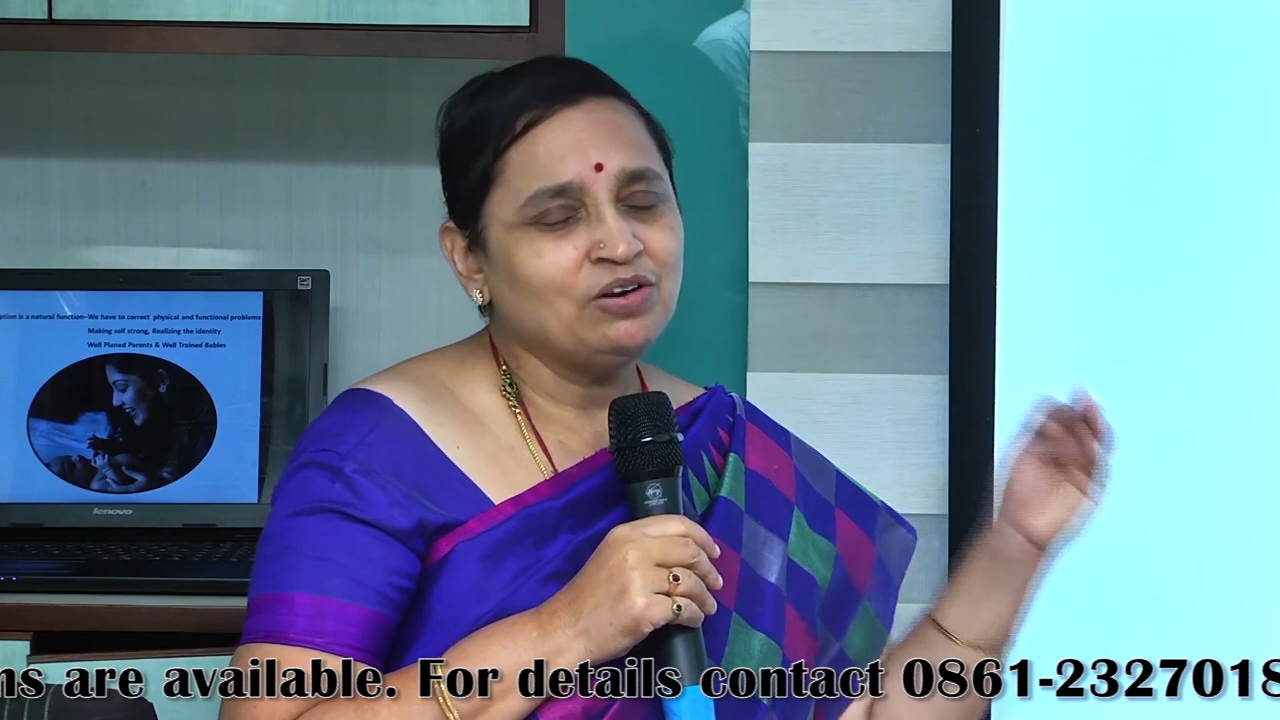 ption is a natural function-We have to correct physical and functional problems
Making self strong, Realizing the identity
Well Planed Parents & Well Trained Babies
lenovo
ns are available. For details contact 0861-2327018